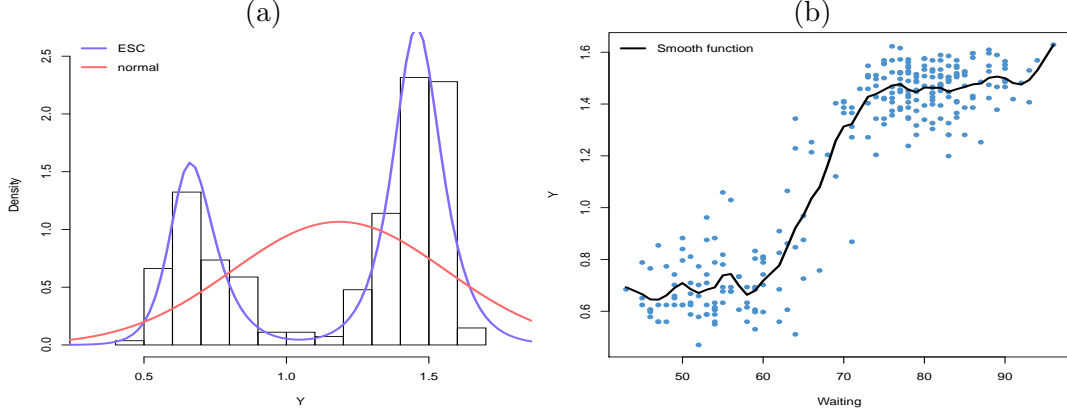 (a)
ESC
normal
Density
0.0 0.5 1.0 1.5 2.0 2.5
0.5 1.0 1.5
Y
(b)
Smooth function
Y
0.6 0.8 1.0 1.2 1.4 1.6
50 60 70 80 90
Waiting